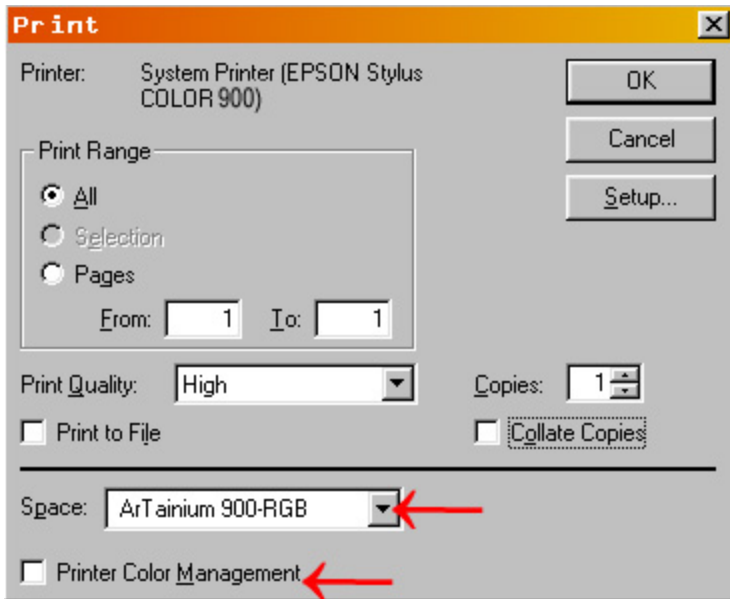 Print
Printer: System Printer (EPSON Stylus
COLOR 900)
OK
Cancel
Setup...
Print Range
All
Selection
Pages
From: 1 To: 1
Print Quality: High
Copies: 1
Print to File
Collate Copies
Space: ArTainium 900-RGB
Printer Color Management